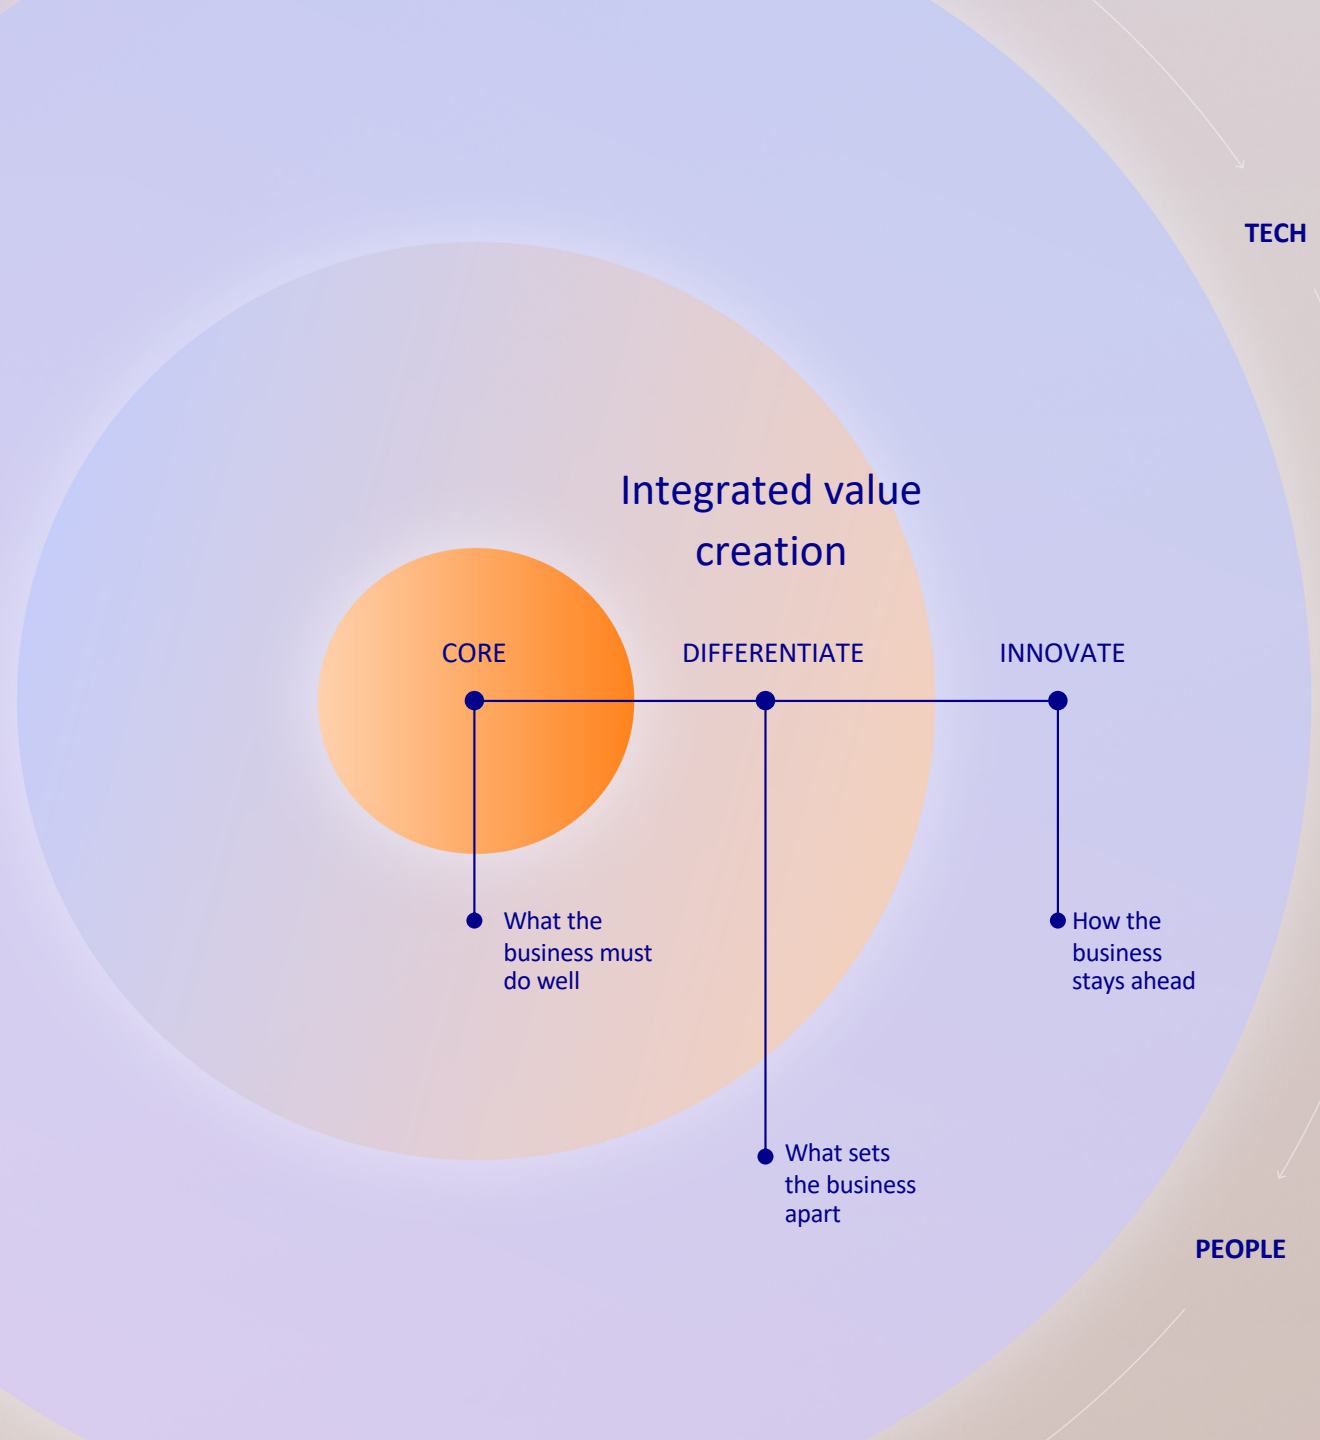 TECH
Integrated value
creation
CORE
DIFFERENTIATE
INNOVATE
What the
business must
do well
How the
business
stays ahead
What sets
the business
apart
PEOPLE